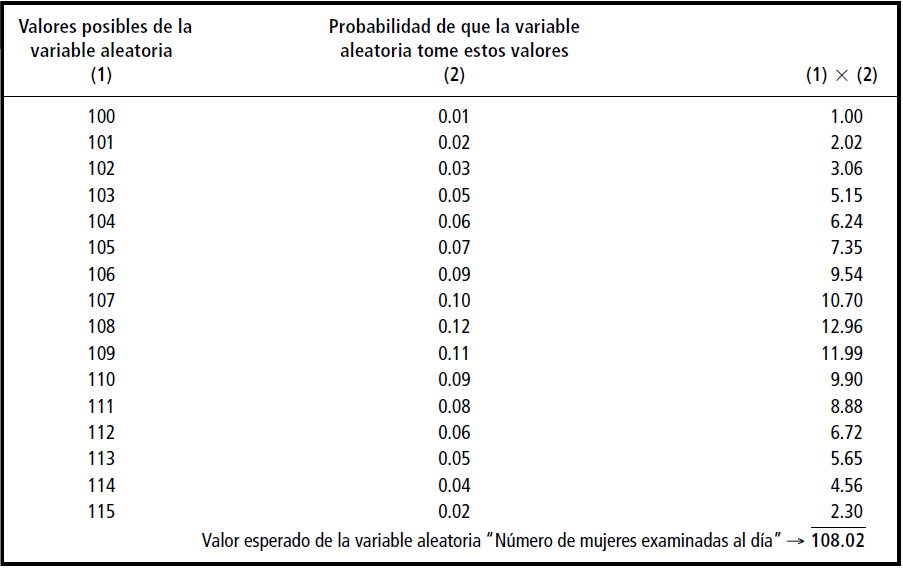 Valores posibles de la Probabilidad de que la variable
variable aleatoria aleatoria tome estos valores
(1) (2) (1) × (2)
100 0.01 1.00
101 0.02 2.02
102 0.03 3.06
103 0.05 5.15
104 0.06 6.24
105 0.07 7.35
106 0.09 9.54
107 0.10 10.70
108 0.12 12.96
109 0.11 11.99
110 0.09 9.90
111 0.08 8.88
112 0.06 6.72
113 0.05 5.65
114 0.04 4.56
115 0.02 2.30
Valor esperado de la variable aleatoria “Número de mujeres examinadas al día” → 108.02